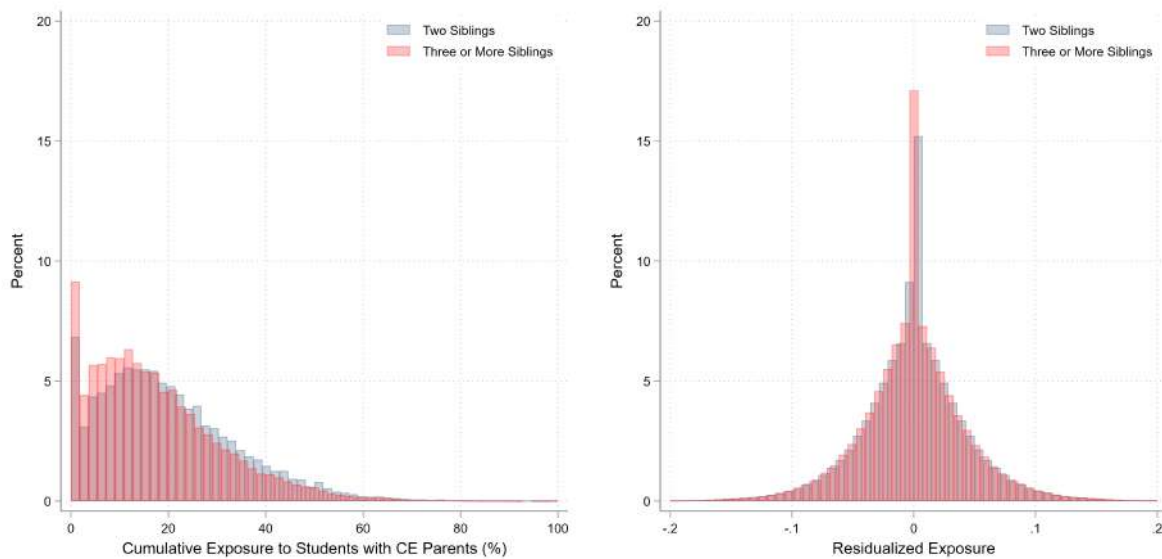 20
15
10
5
0
Percent
Two Siblings
Three or More Siblings
0
20
40
60
80
100
Cumulative Exposure to Students with CE Parents (%)
20
15
10
5
0
Percent
Two Siblings
Three or More Siblings
-.2
-.1
0
.1
.2
Residualized Exposure